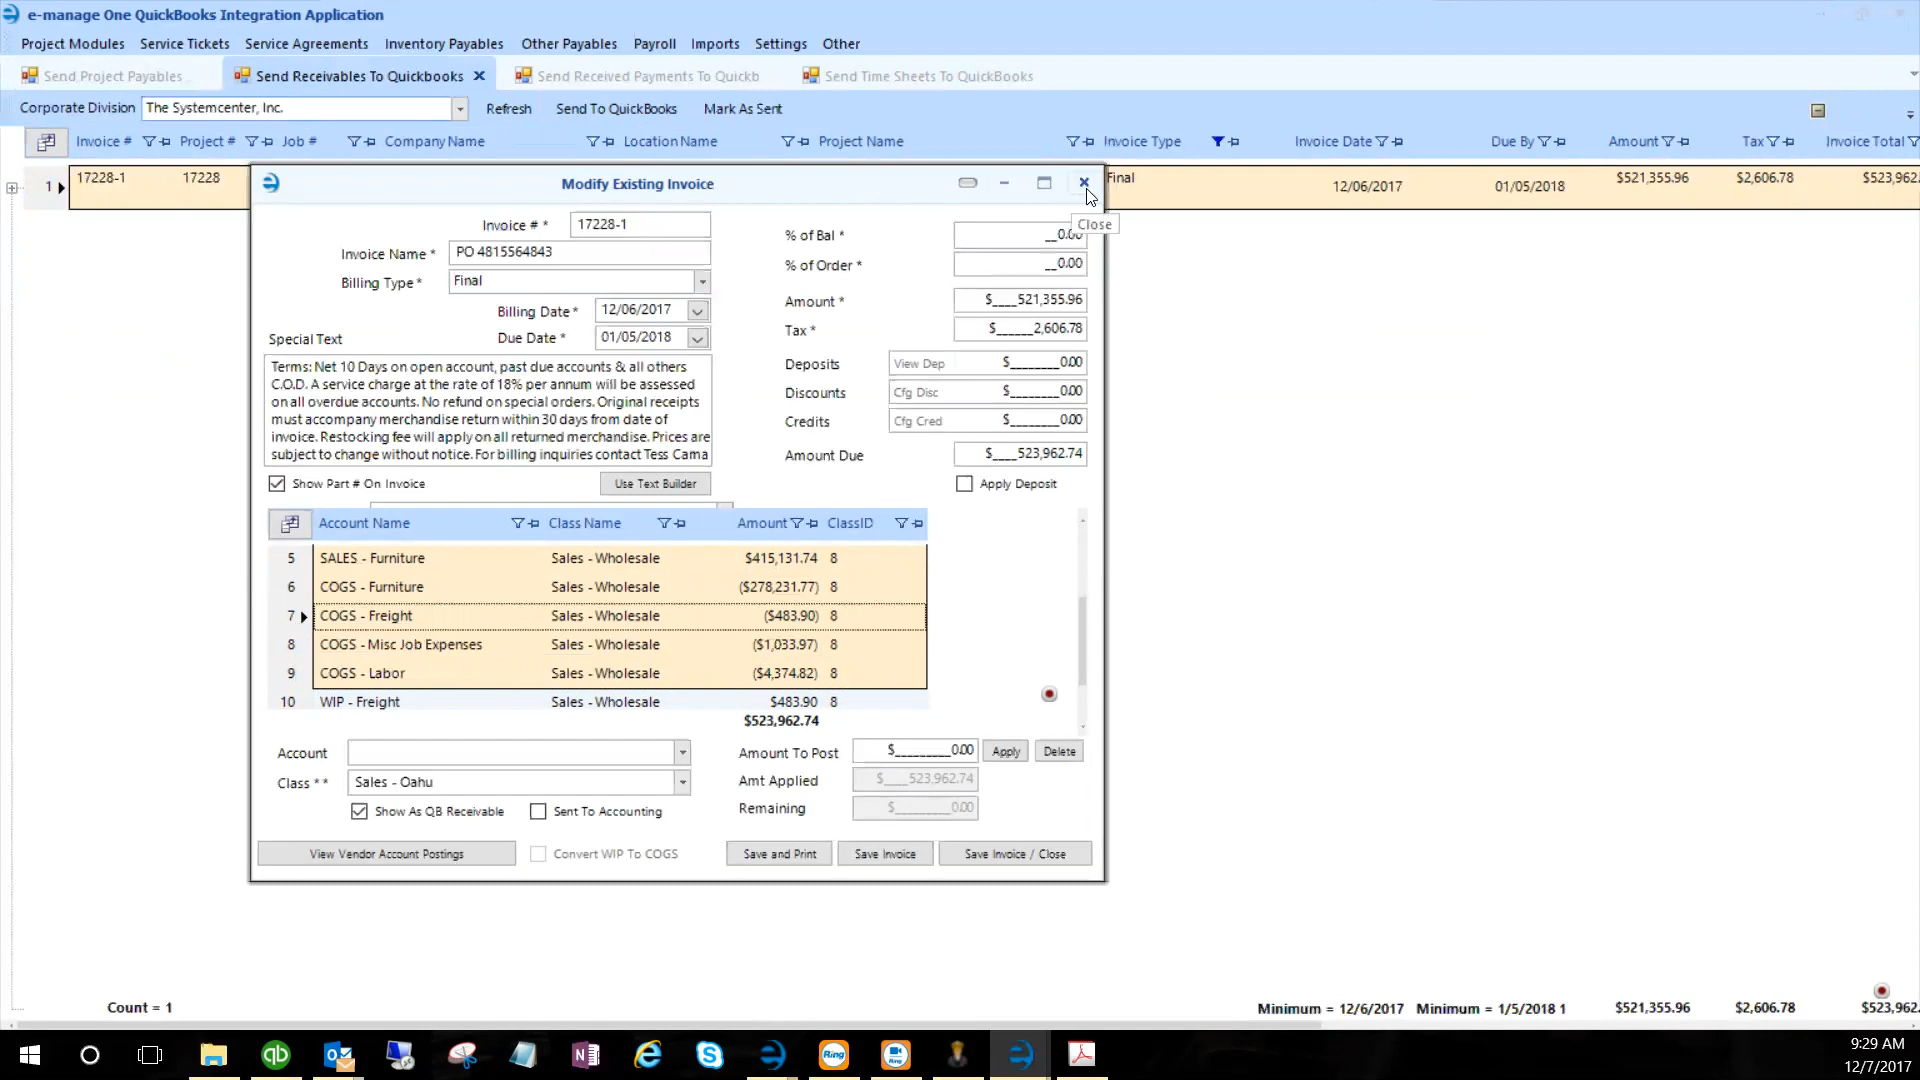 e-manage One QuickBooks Integration Application
Project Modules Service Tickets Service Agreements Inventory Payables Other Payables Payroll Imports Settings Other
Send Project Payables Send Receivables To Quickbooks Send Received Payments To Quickb Send Time Sheets To QuickBooks
Corporate Division The Systemcenter, Inc. Refresh Send To QuickBooks Mark As Sent
Invoice # Project # Job # Company Name Location Name Project Name Invoice Type Invoice Date Due By Amount Tax Invoice Total
1 17228-1 17228 Final 12/06/2017 01/05/2018 $521,355.96 $2,606.78 $523,962.
Modify Existing Invoice
Close
Invoice # * 17228-1
Invoice Name * PO 4815564843
Billing Type * Final
Billing Date * 12/06/2017
Special Text Due Date * 01/05/2018
Terms: Net 10 Days on open account, past due accounts & all others
C.O.D. A service charge at the rate of 18% per annum will be assessed
on all overdue accounts. No refund on special orders. Original receipts
must accompany merchandise return within 30 days from date of
invoice. Restocking fee will apply on all returned merchandise. Prices are
subject to change without notice. For billing inquiries contact Tess Cama
Show Part # On Invoice Use Text Builder
% of Bal * __0.00
% of Order * __0.00
Amount * $____521,355.96
Tax * $______2,606.78
Deposits View Dep $________0.00
Discounts Cfg Disc $________0.00
Credits Cfg Cred $________0.00
Amount Due $____523,962.74
Apply Deposit
Account Name Class Name Amount ClassID
5 SALES - Furniture Sales - Wholesale $415,131.74 8
6 COGS - Furniture Sales - Wholesale ($278,231.77) 8
7 COGS - Freight Sales - Wholesale ($483.90) 8
8 COGS - Misc Job Expenses Sales - Wholesale ($1,033.97) 8
9 COGS - Labor Sales - Wholesale ($4,374.82) 8
10 WIP - Freight Sales - Wholesale $483.90 8
$523,962.74
Account Amount To Post $_________0.00 Apply Delete
Class ** Sales - Oahu Amt Applied $____523,962.74
Show As QB Receivable Sent To Accounting Remaining $_________0.00
View Vendor Account Postings Convert WIP To COGS Save and Print Save Invoice Save Invoice / Close
Count = 1 Minimum = 12/6/2017 Minimum = 1/5/2018 1 $521,355.96 $2,606.78 $523,962.
qb N Ring Ring
9:29 AM
12/7/2017